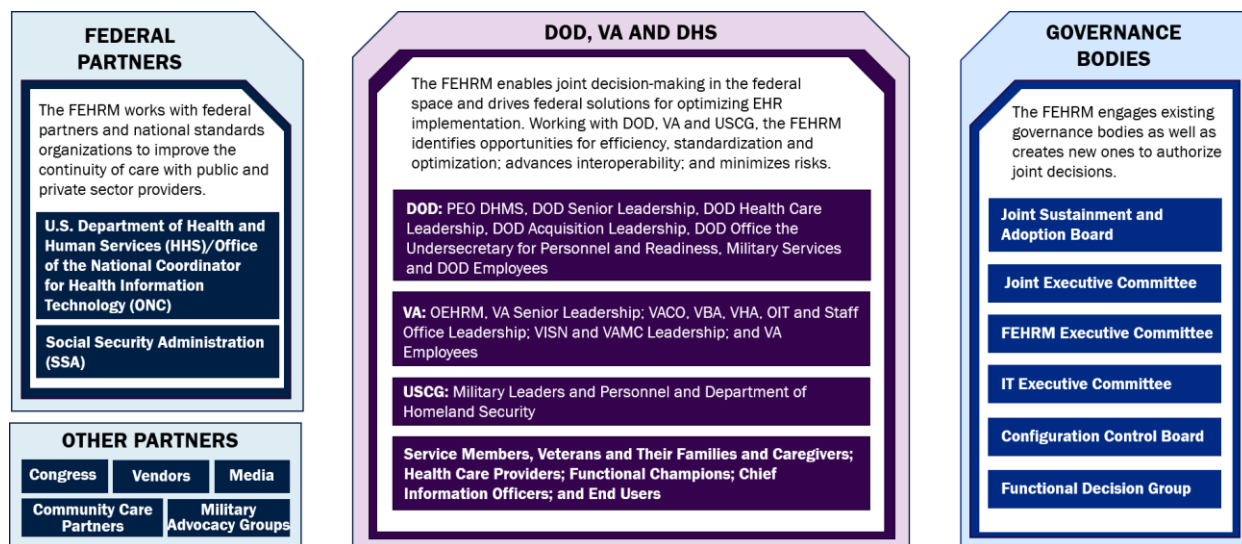 FEDERAL
PARTNERS
The FEHRM works with federal
partners and national standards
organizations to improve the
continuity of care with public and
private sector providers.
U.S. Department of Health and
Human Services (HHS)/Office
of the National Coordinator
for Health Information
Technology (ONC)
Social Security Administration
(SSA)
OTHER PARTNERS
Congress
Vendors
Media
Community Care
Partners
Military
Advocacy Groups
DOD, VA AND DHS
The FEHRM enables joint decision-making in the federal
space and drives federal solutions for optimizing EHR
implementation. Working with DOD, VA and USCG, the FEHRM
identifies opportunities for efficiency, standardization and
optimization; advances interoperability; and minimizes risks.
DOD: PEO DHMS, DOD Senior Leadership, DOD Health Care
Leadership, DOD Acquisition Leadership, DOD Office the
Undersecretary for Personnel and Readiness, Military Services
and DOD Employees
VA: OEHRM, VA Senior Leadership; VACO, VBA, VHA, OIT and Staff
Office Leadership; VISN and VAMC Leadership; and VA
Employees
USCG: Military Leaders and Personnel and Department of
Homeland Security
Service Members, Veterans and Their Families and Caregivers;
Health Care Providers; Functional Champions; Chief
Information Officers; and End Users
GOVERNANCE
BODIES
The FEHRM engages existing
governance bodies as well as
creates new ones to authorize
joint decisions.
Joint Sustainment and
Adoption Board
Joint Executive Committee
FEHRM Executive Committee
IT Executive Committee
Configuration Control Board
Functional Decision Group